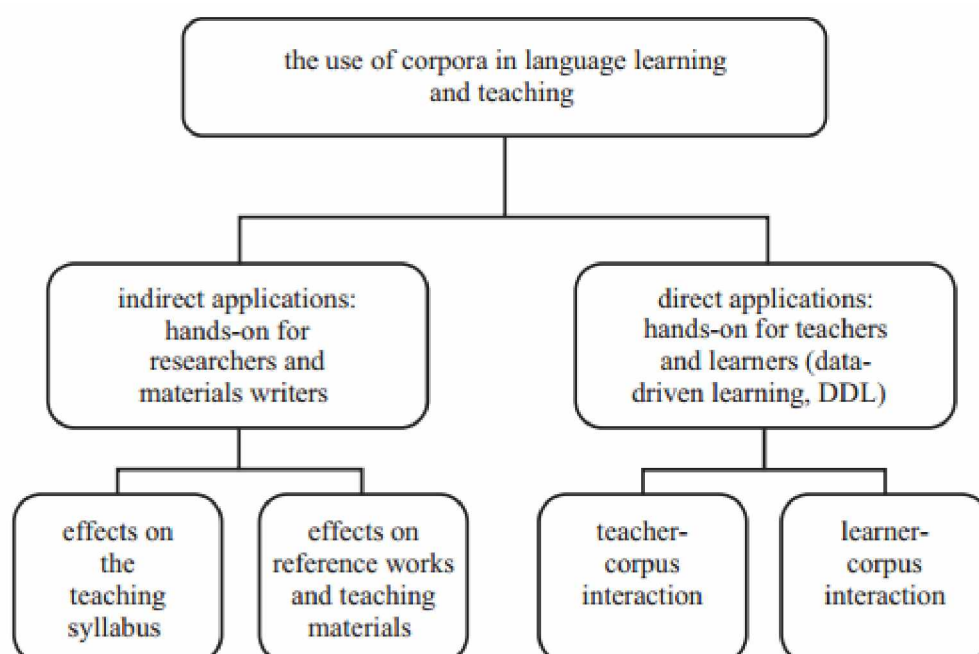 the use of corpora in language learning
and teaching
indirect applications:
hands-on for
researchers and
materials writers
direct applications:
hands-on for teachers
and learners (data-
driven learning, DDL)
effects on
the
teaching
syllabus
effects on
reference works
and teaching
materials
teacher-
corpus
interaction
learner-
corpus
interaction